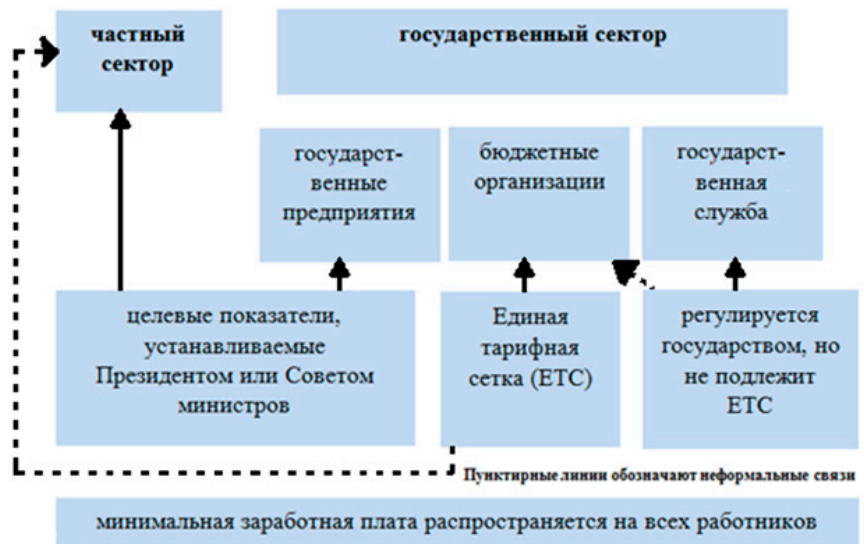 частный
сектор
государственный сектор
государст-
венные
предприятия
бюджетные
организации
государст-
венная
служба
целевые показатели,
устанавливаемые
Президентом или Советом
министров
Единая
тарифная
сетка (ЕТС)
регулируется
государством, но
не подлежит
ЕТС
Пунктирные линии обозначают неформальные связи
минимальная заработная плата распространяется на всех работников